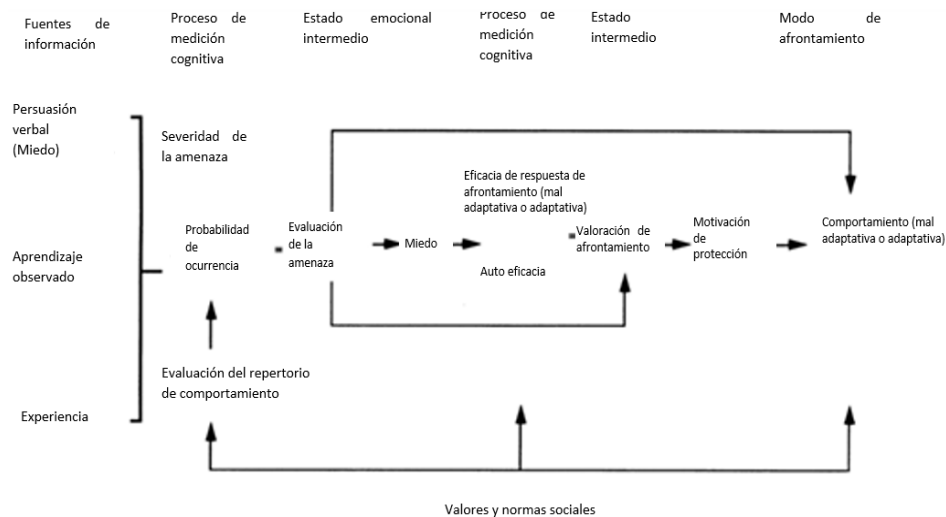 Fuentes de
información
Proceso de
medición
cognitiva
Estado emocional
intermedio
Proceso de
medición
cognitiva
Estado
intermedio
Modo de
afrontamiento
Persuasión
verbal
(Miedo)
Severidad de
la amenaza
Eficacia de respuesta de
afrontamiento (mal
adaptativa o adaptativa)
Aprendizaje
observado
Probabilidad
de
ocurrencia
Evaluación
de la
amenaza
Miedo
Auto eficacia
Valoración de
afrontamiento
Motivación
de
protección
Comportamiento (mal
adaptativa o adaptativa)
Evaluación del repertorio
de comportamiento
Experiencia
Valores y normas sociales